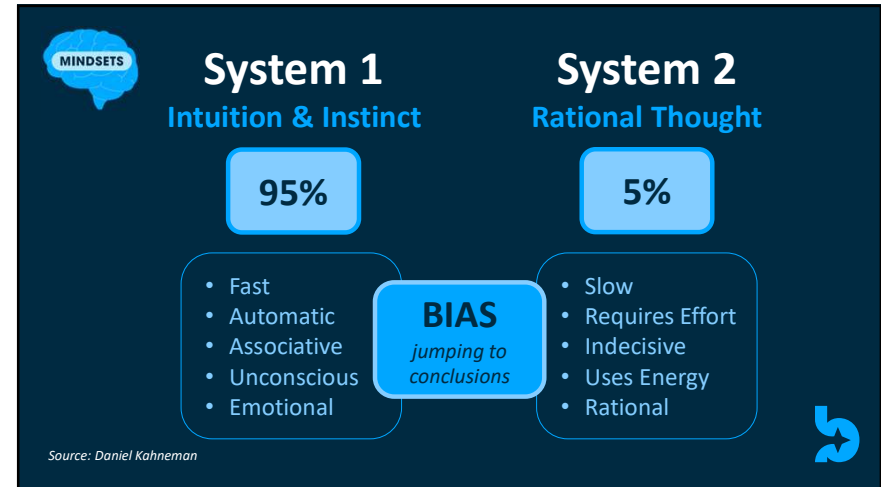 MINDSETS
System 1
Intuition & Instinct
95%
• Fast
• Automatic
• Associative
• Unconscious
• Emotional
BIAS
jumping to
conclusions
System 2
Rational Thought
5%
• Slow
• Requires Effort
• Indecisive
• Uses Energy
• Rational
Source: Daniel Kahneman